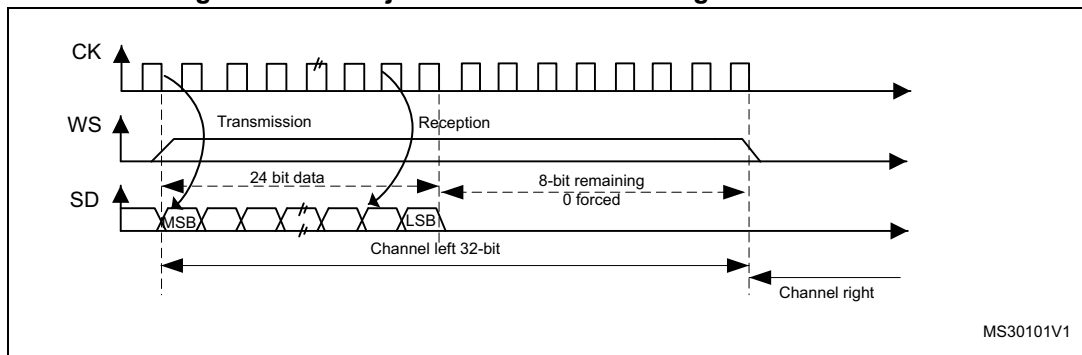 CK
WS
Transmission
Reception
24 bit data
8-bit remaining
0 forced
SD
MSB
LSB
Channel left 32-bit
Channel right
MS30101V1